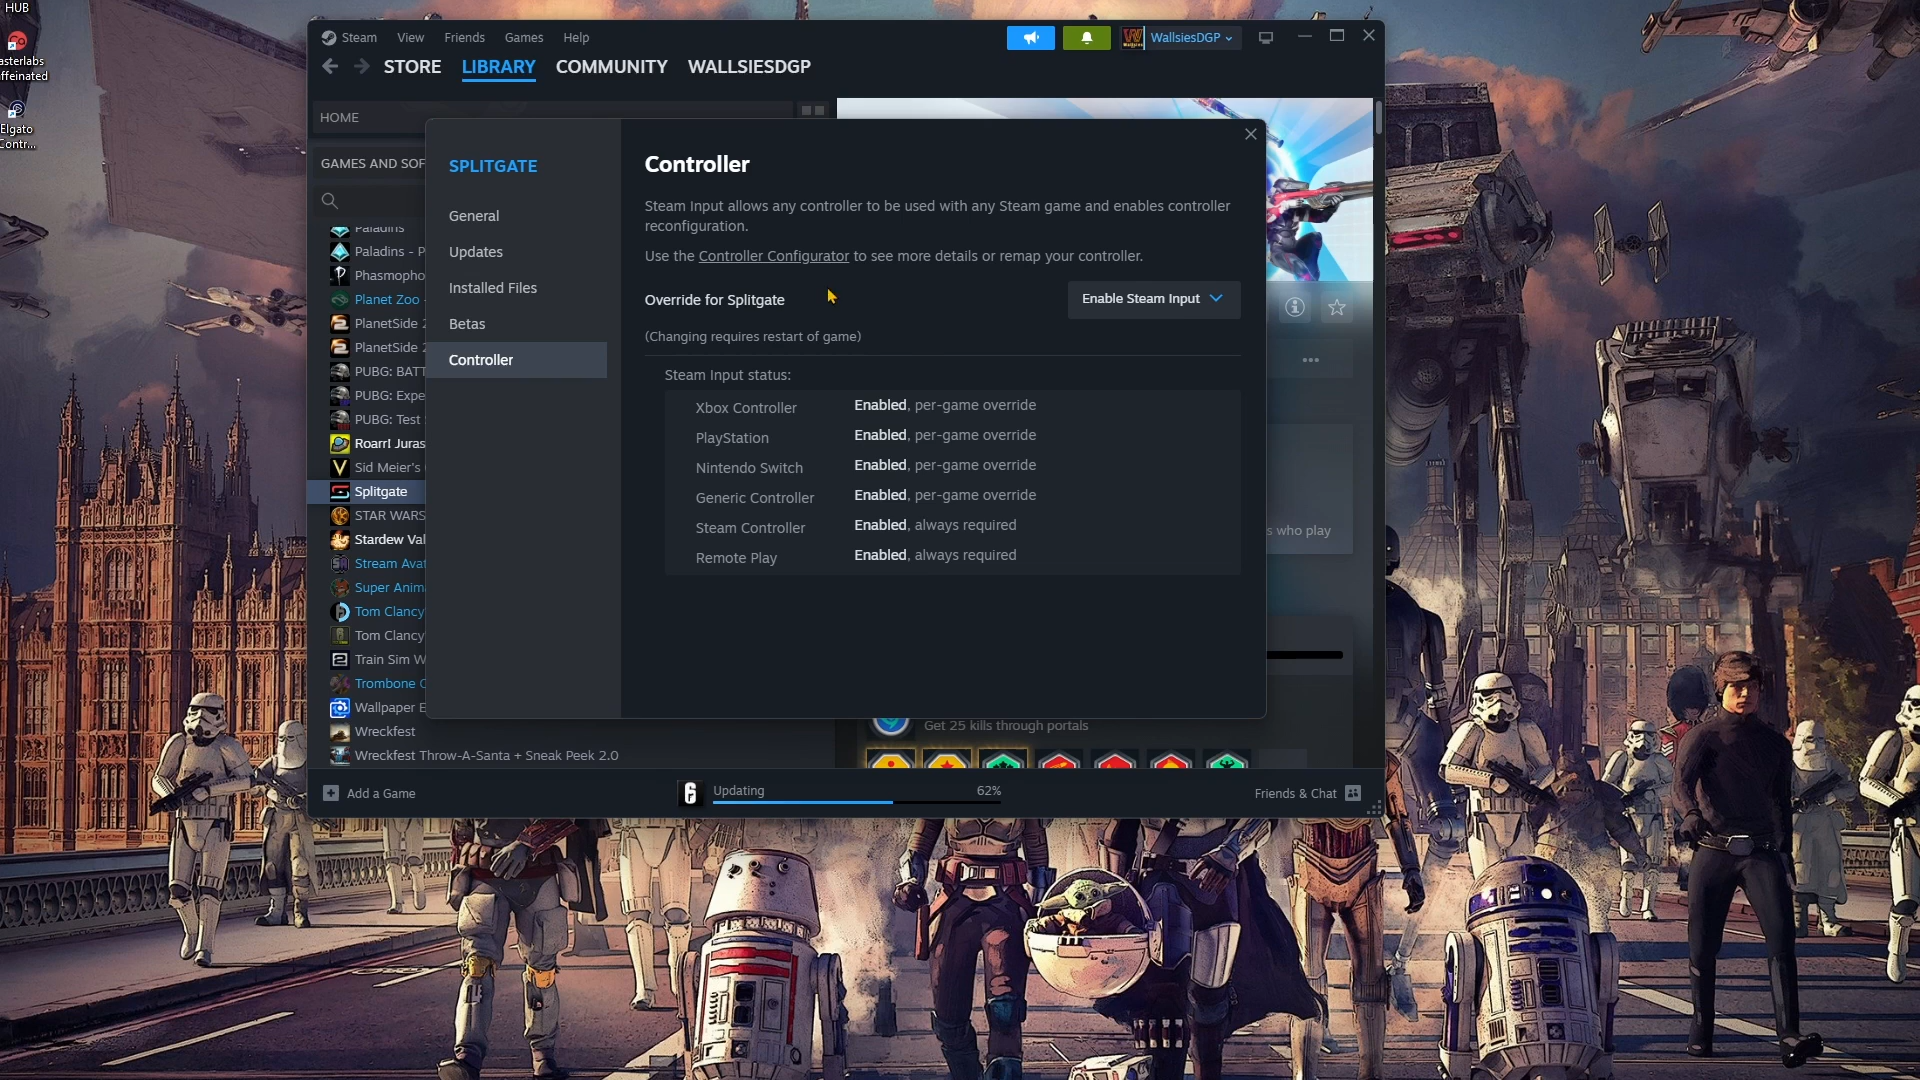 HUB
asterlabs
affeinated
Elgato
Contr...
Steam
View
Friends
Games
Help
WallsiesDGP
STORE
LIBRARY
COMMUNITY
WALLSIESDGP
HOME
GAMES AND SOF
Paladins
Paladins - P
Phasmopho
Planet Zoo -
PlanetSide 2
PlanetSide 2
PUBG: BATT
PUBG: Expe
PUBG: Test
Roarr! Juras
Sid Meier's
Splitgate
STAR WARS
Stardew Val
Stream Avat
Super Anima
Tom Clancy
Tom Clancy
Train Sim W
Trombone C
Wallpaper E
Wreckfest
Wreckfest Throw-A-Santa + Sneak Peek 2.0
SPLITGATE
General
Updates
Installed Files
Betas
Controller
Controller
Steam Input allows any controller to be used with any Steam game and enables controller
reconfiguration.
Use the Controller Configurator to see more details or remap your controller.
Override for Splitgate
Enable Steam Input
(Changing requires restart of game)
Steam Input status:
Xbox Controller Enabled, per-game override
PlayStation Enabled, per-game override
Nintendo Switch Enabled, per-game override
Generic Controller Enabled, per-game override
Steam Controller Enabled, always required
Remote Play Enabled, always required
s who play
Get 25 kills through portals
Add a Game
Updating
62%
Friends & Chat